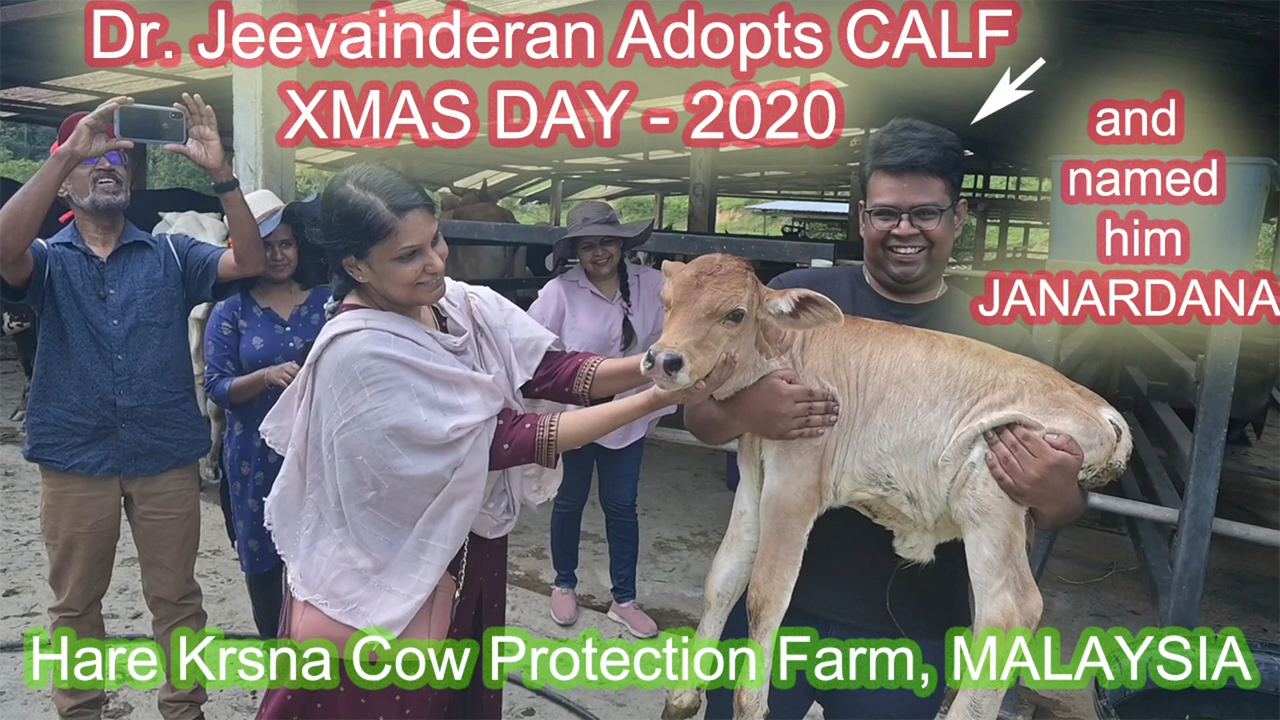 Dr. Jeevainderan Adopts CALF
XMAS DAY - 2020
and
named
him
JANARDANA
Hare Krsna Cow Protection Farm, MALAYSIA